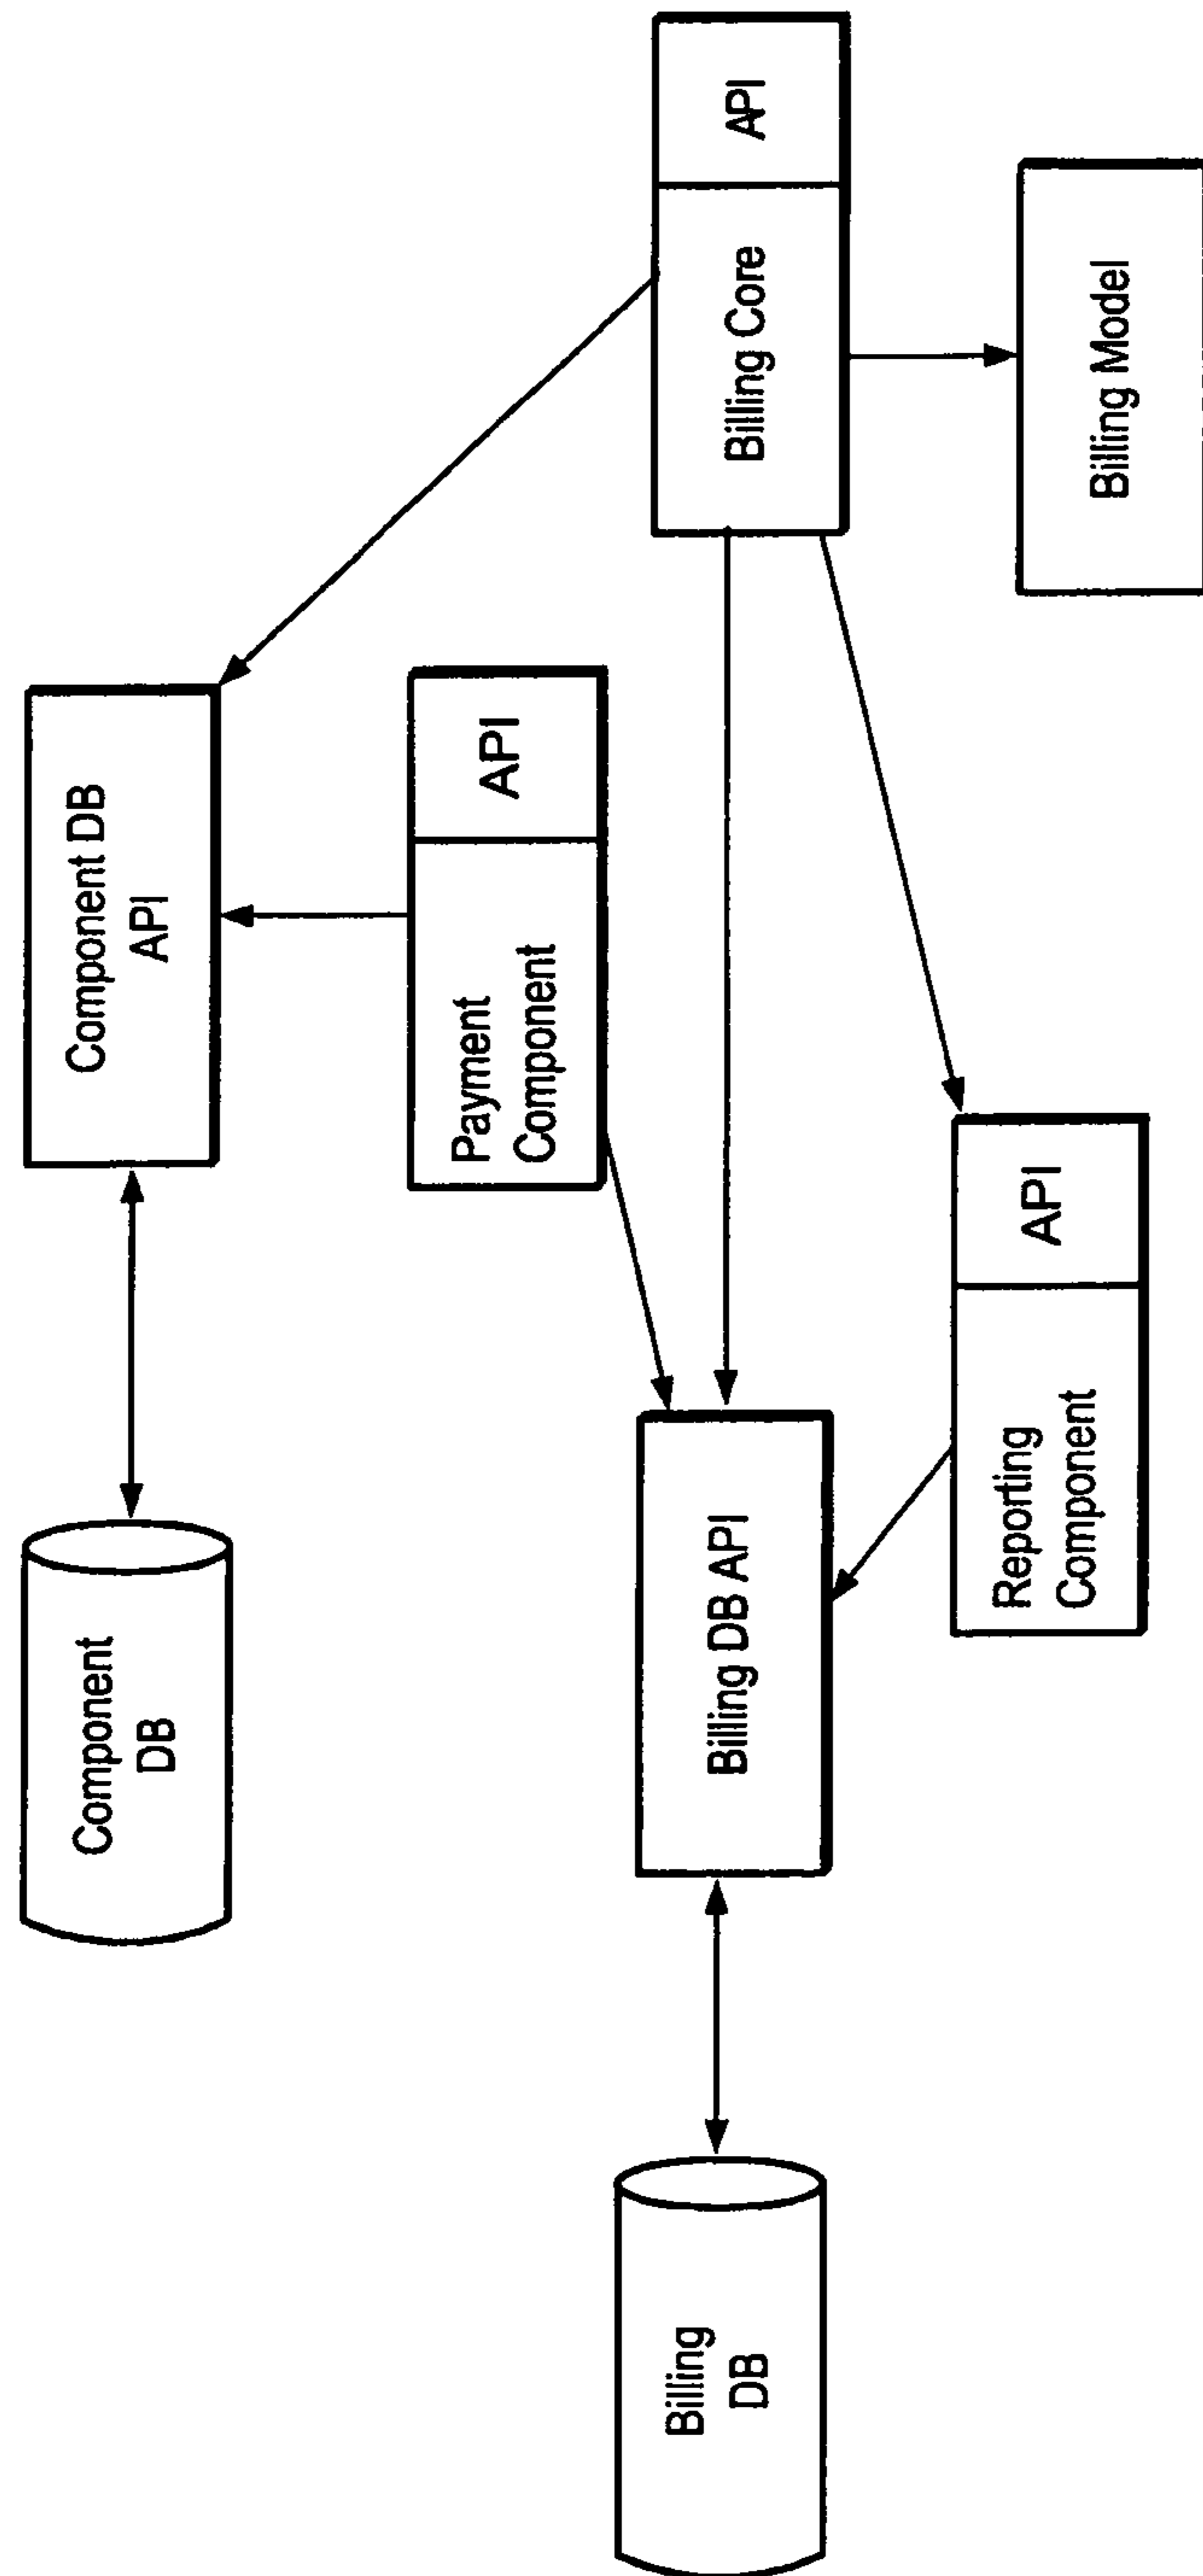 Component
DB
Component DB
API
Payment
Component
API
Billing
DB
Billing DB API
Billing Core
API
Reporting
Component
API
Billing Model